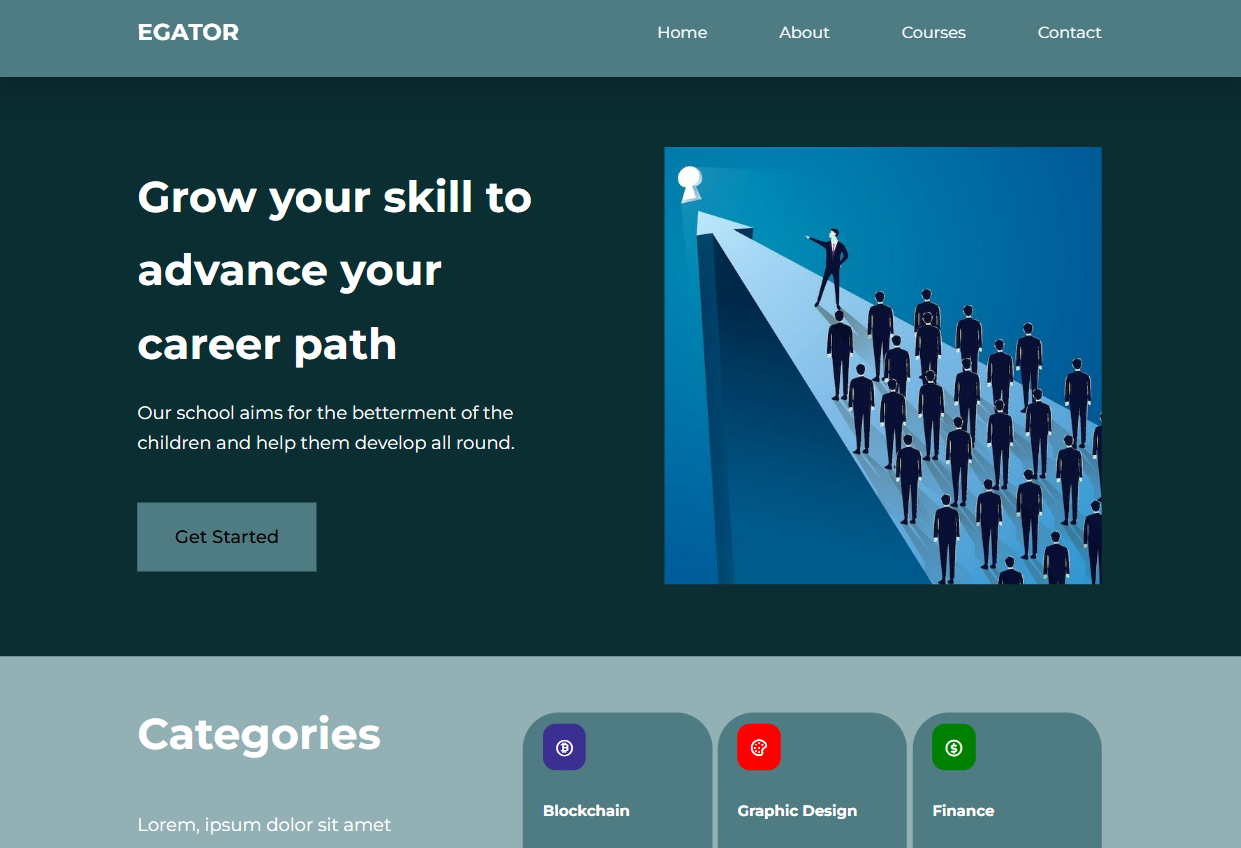 EGATOR
Home
About
Courses
Contact
Grow your skill to
advance your
career path
Our school aims for the betterment of the
children and help them develop all round.
Get Started
Categories
Lorem, ipsum dolor sit amet
Blockchain
Graphic Design
Finance